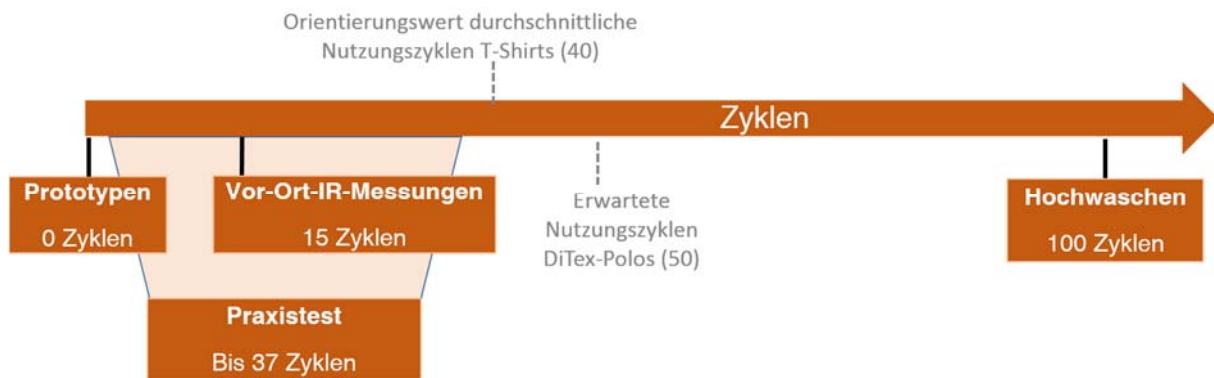 Orientierungswert durchschnittliche
Nutzungszyklen T-Shirts (40)
Zyklen
Prototypen
0 Zyklen
Vor-Ort-IR-Messungen
15 Zyklen
Erwartete
Nutzungszyklen
DiTex-Polos (50)
Hochwaschen
100 Zyklen
Praxistest
Bis 37 Zyklen